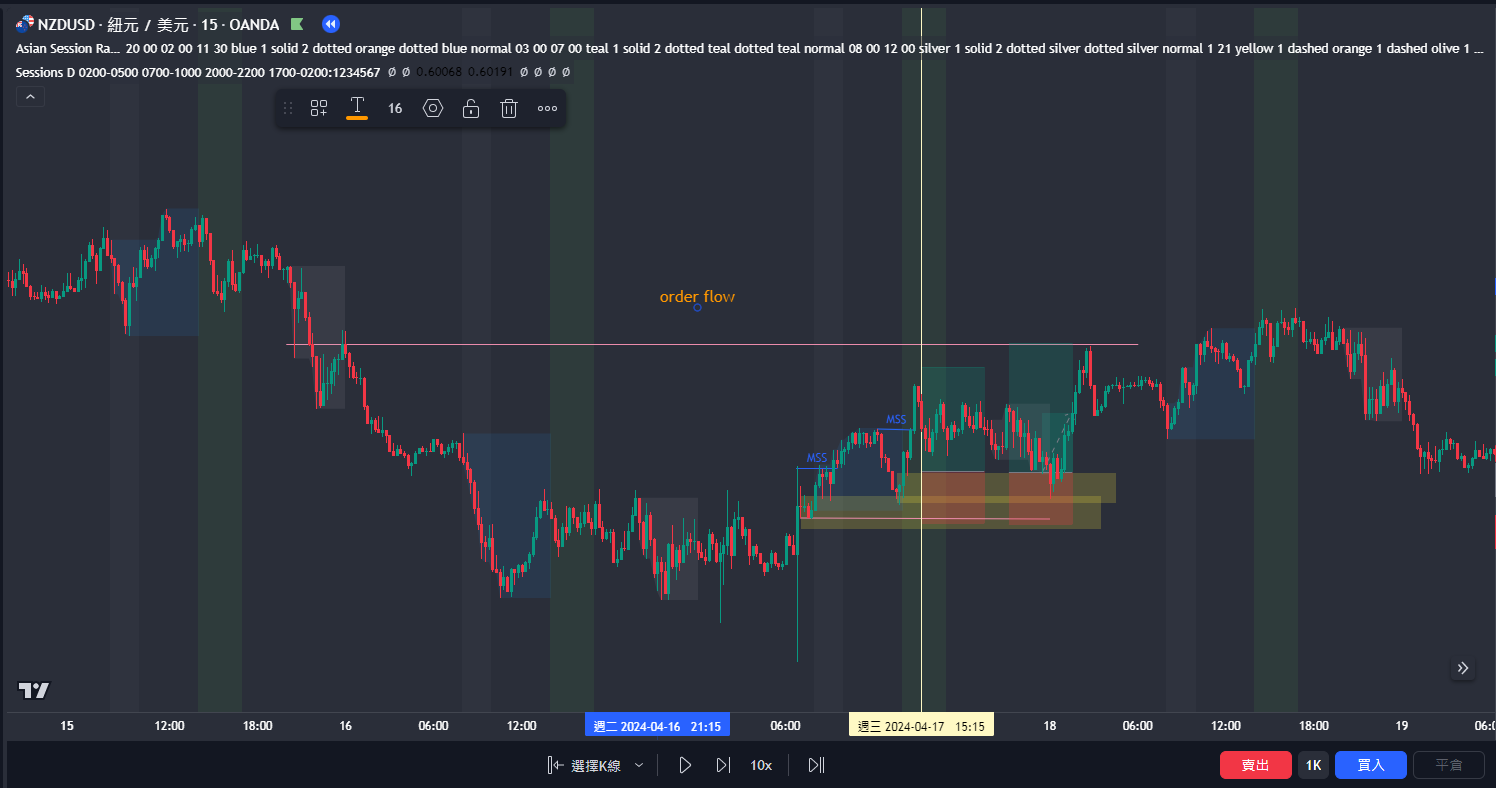 NZDUSD · 紐元 / 美元 · 15 · OANDA
Asian Session Ra... 20 00 02 00 11 30 blue 1 solid 2 dotted orange dotted blue normal 03 00 07 00 teal 1 solid 2 dotted teal dotted teal normal 08 00 12 00 silver 1 solid 2 dotted silver dotted silver normal 1 21 yellow 1 dashed orange 1 dashed olive 1 ...
Sessions D 0200-0500 0700-1000 2000-2200 1700-0200:1234567 Ø Ø 0.60068 0.60191 Ø Ø Ø Ø
T 16
order flow
MSS
MSS
15 12:00 18:00 16 06:00 12:00 週二 2024-04-16 21:15 06:00 週三 2024-04-17 15:15 18 06:00 12:00 18:00 19 06:0
選擇K線 10x 賣出 1K 買入 平倉